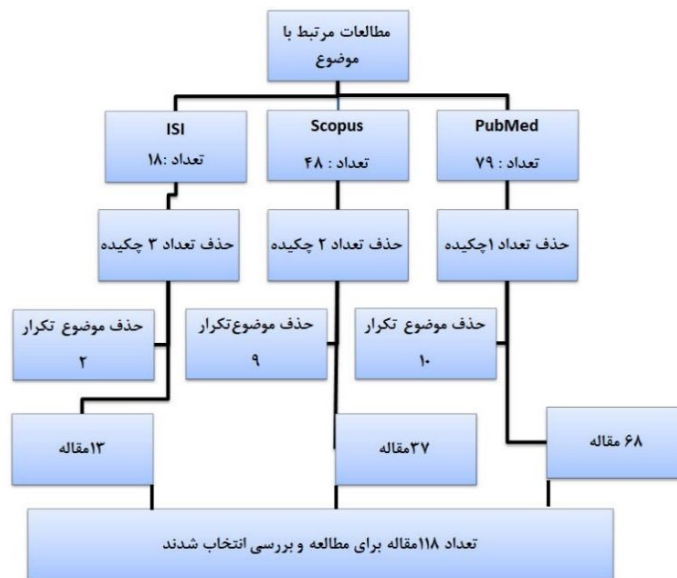 مطالعات مرتبط با
موضوع
PubMed
تعداد : ۷۹
Scopus
تعداد : ۴۸
ISI
تعداد :۱۸
حذف تعداد ۱چکیده
حذف تعداد ۲ چکیده
حذف تعداد ۳ چکیده
حذف موضوع تکرار
۱۰
حذف موضوع تکرار
۹
حذف موضوع تکرار
۲
۶۸ مقاله
۳۷مقاله
۱۳مقاله
تعداد ۱۱۸مقاله برای مطالعه و بررسی انتخاب شدند